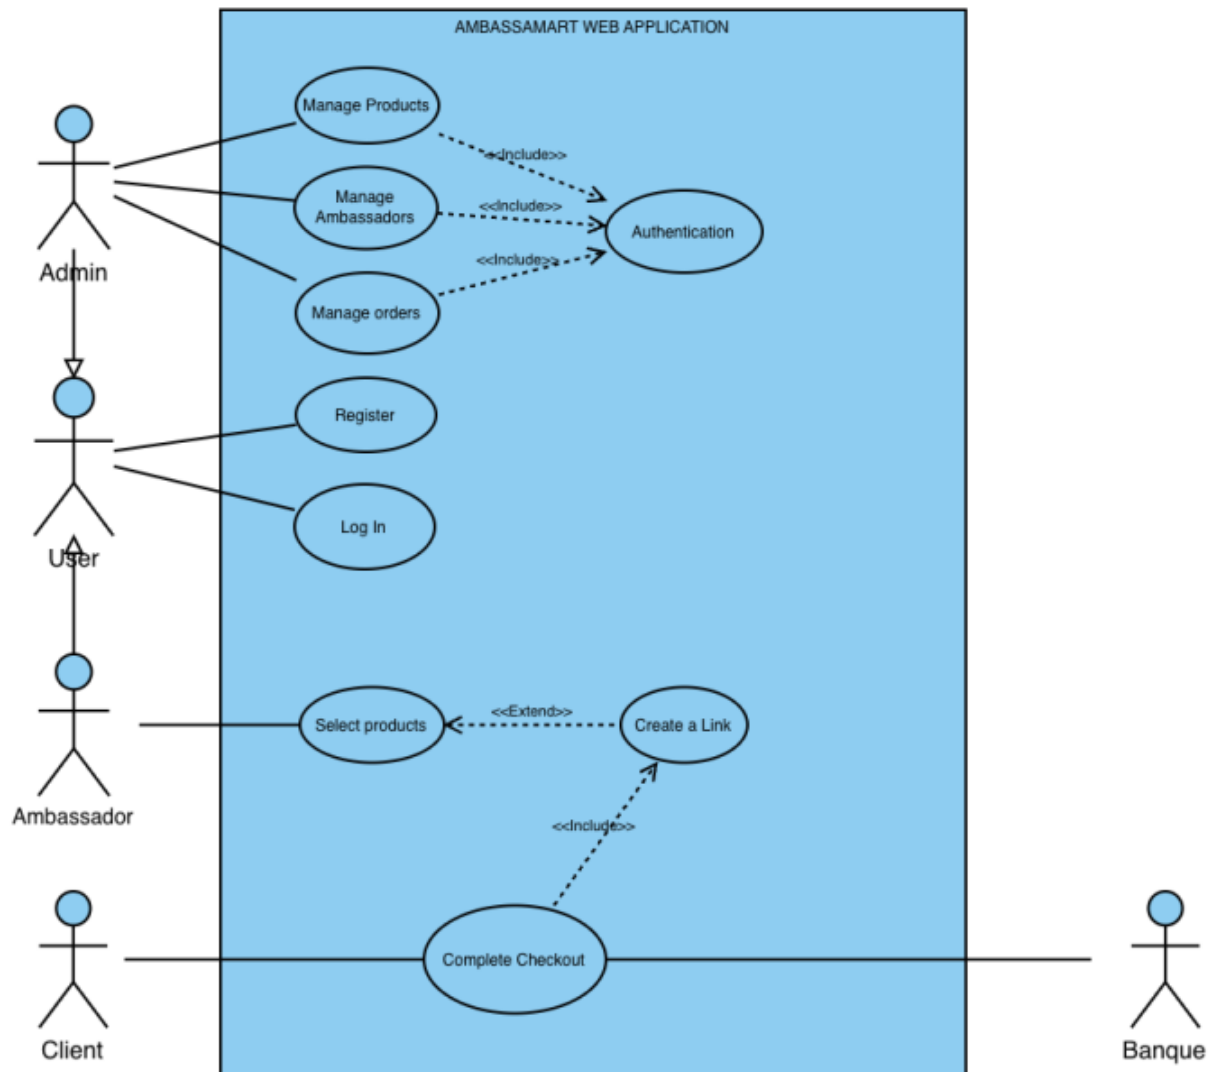 AMBASSAMART WEB APPLICATION
Manage Products
<<Include>>
Manage
Ambassadors
<<Include>>
Authentication
Admin
<<Include>>
Manage orders
Register
Log In
User
Select products
<<Extend>>
Create a Link
Ambassador
<<Include>>
Complete Checkout
Client
Banque